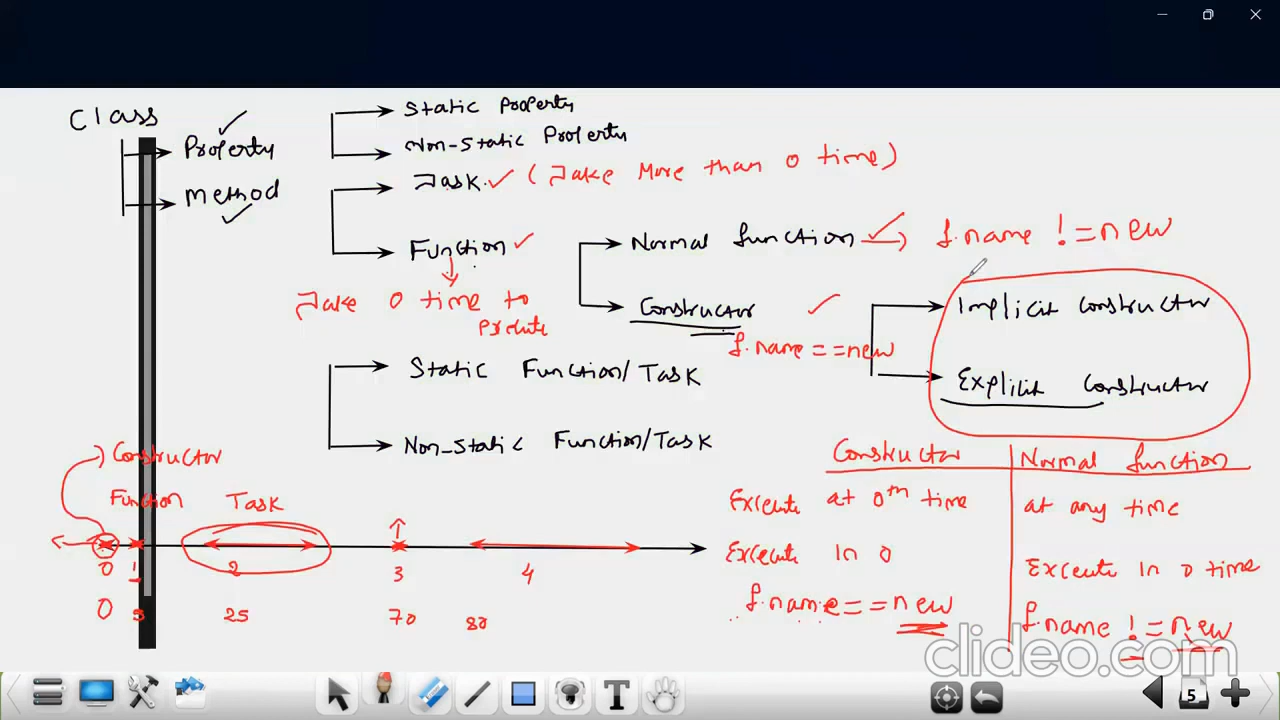 Class
Property
Method
Static Property
Non-Static Property
Task (Take More than 0 time)
Function
Take 0 time to
Normal function f.name != new
Constructor
f.name == new
Implicit Constructor
Explicit Constructor
Static Function/Task
Non-Static Function/Task
Constructor
Function Task
0 1 2 3 4
0 5 25 70 80
Constructor Normal function
Execute at 0th time at any time
Execute in 0 Execute in 0 time
f.name == new f.name != new
clideo.com
5
T